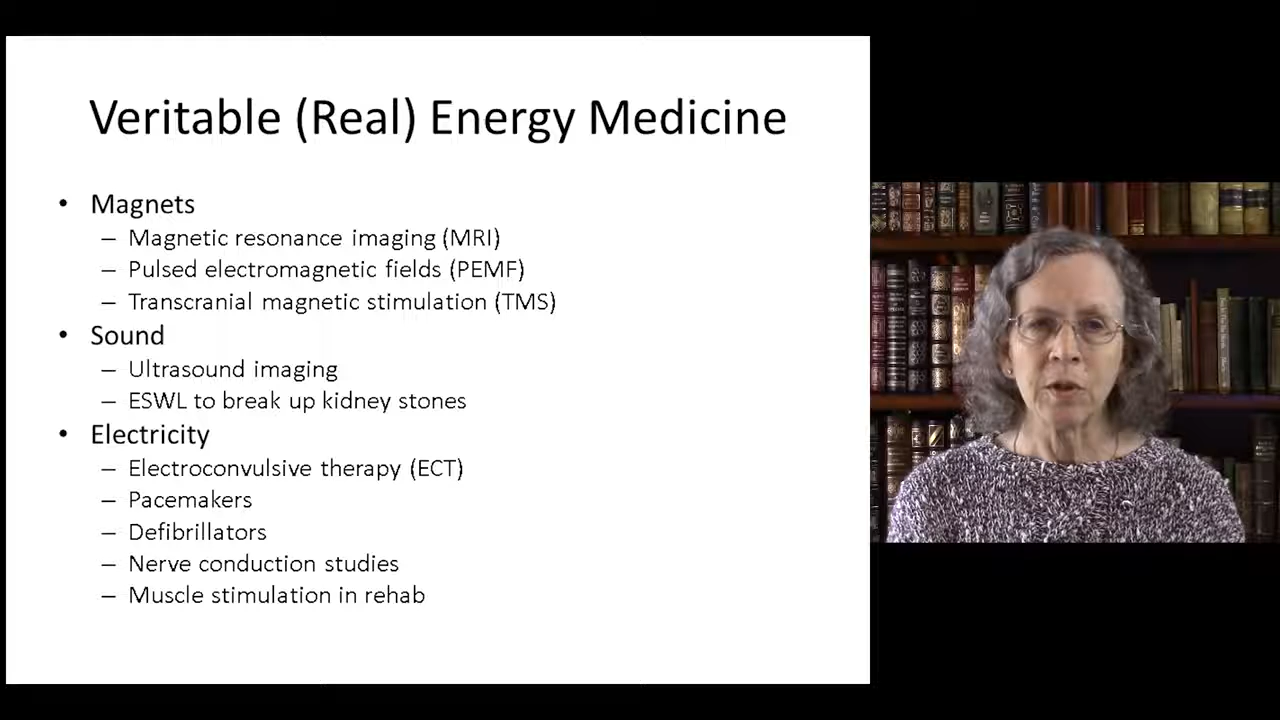 Veritable (Real) Energy Medicine
• Magnets
– Magnetic resonance imaging (MRI)
– Pulsed electromagnetic fields (PEMF)
– Transcranial magnetic stimulation (TMS)
• Sound
– Ultrasound imaging
– ESWL to break up kidney stones
• Electricity
– Electroconvulsive therapy (ECT)
– Pacemakers
– Defibrillators
– Nerve conduction studies
– Muscle stimulation in rehab